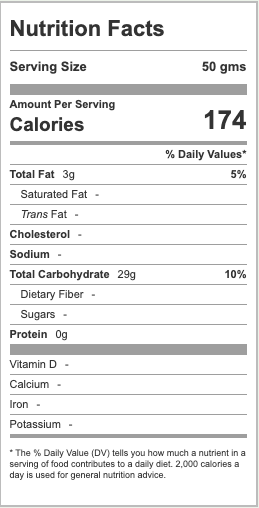 Nutrition Facts
Serving Size 50 gms
Amount Per Serving
Calories 174
% Daily Values*
Total Fat 3g 5%
Saturated Fat -
Trans Fat -
Cholesterol -
Sodium -
Total Carbohydrate 29g 10%
Dietary Fiber -
Sugars -
Protein 0g
Vitamin D -
Calcium -
Iron -
Potassium -
* The % Daily Value (DV) tells you how much a nutrient in a
serving of food contributes to a daily diet. 2,000 calories a
day is used for general nutrition advice.